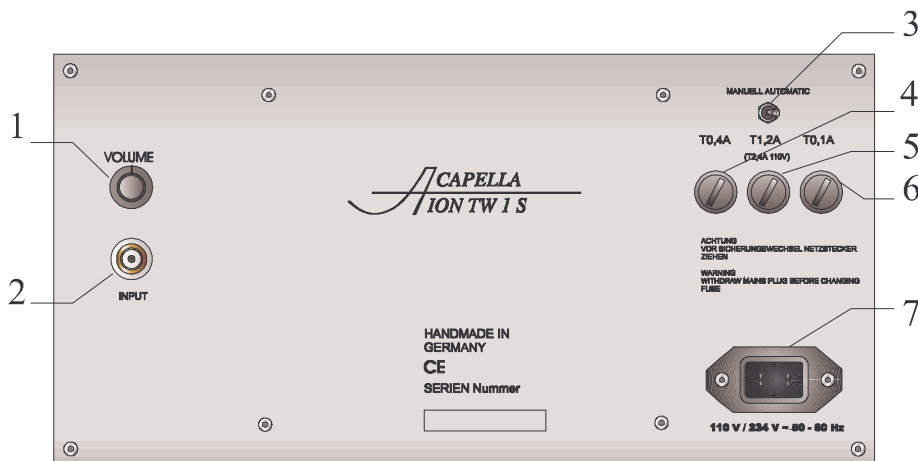 3
MANUELL AUTOMATIC
4
1
VOLUME
T0,4A T1,2A T0,1A
(T2,4A 110V)
5
6
ACAPELLA
ION TW 1 S
2
INPUT
ACHTUNG
VOR SICHERUNGSWECHSEL NETZSTECKER
ZIEHEN
WARNING
WITHDRAW MAINS PLUG BEFORE CHANGING
FUSE
7
HANDMADE IN
GERMANY
CE
SERIEN Nummer
110 V / 234 V ~ 50 - 60 Hz